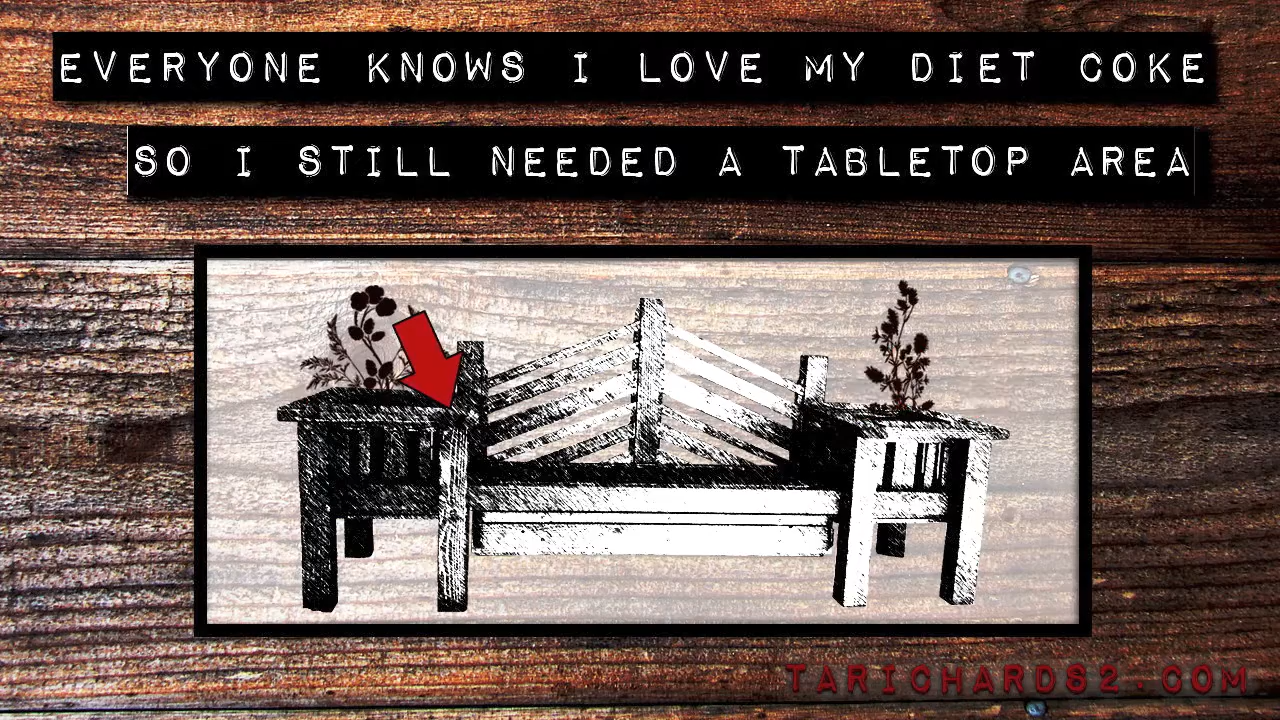 EVERYONE KNOWS I LOVE MY DIET COKE
SO I STILL NEEDED A TABLETOP AREA
TARICHARDS2.COM